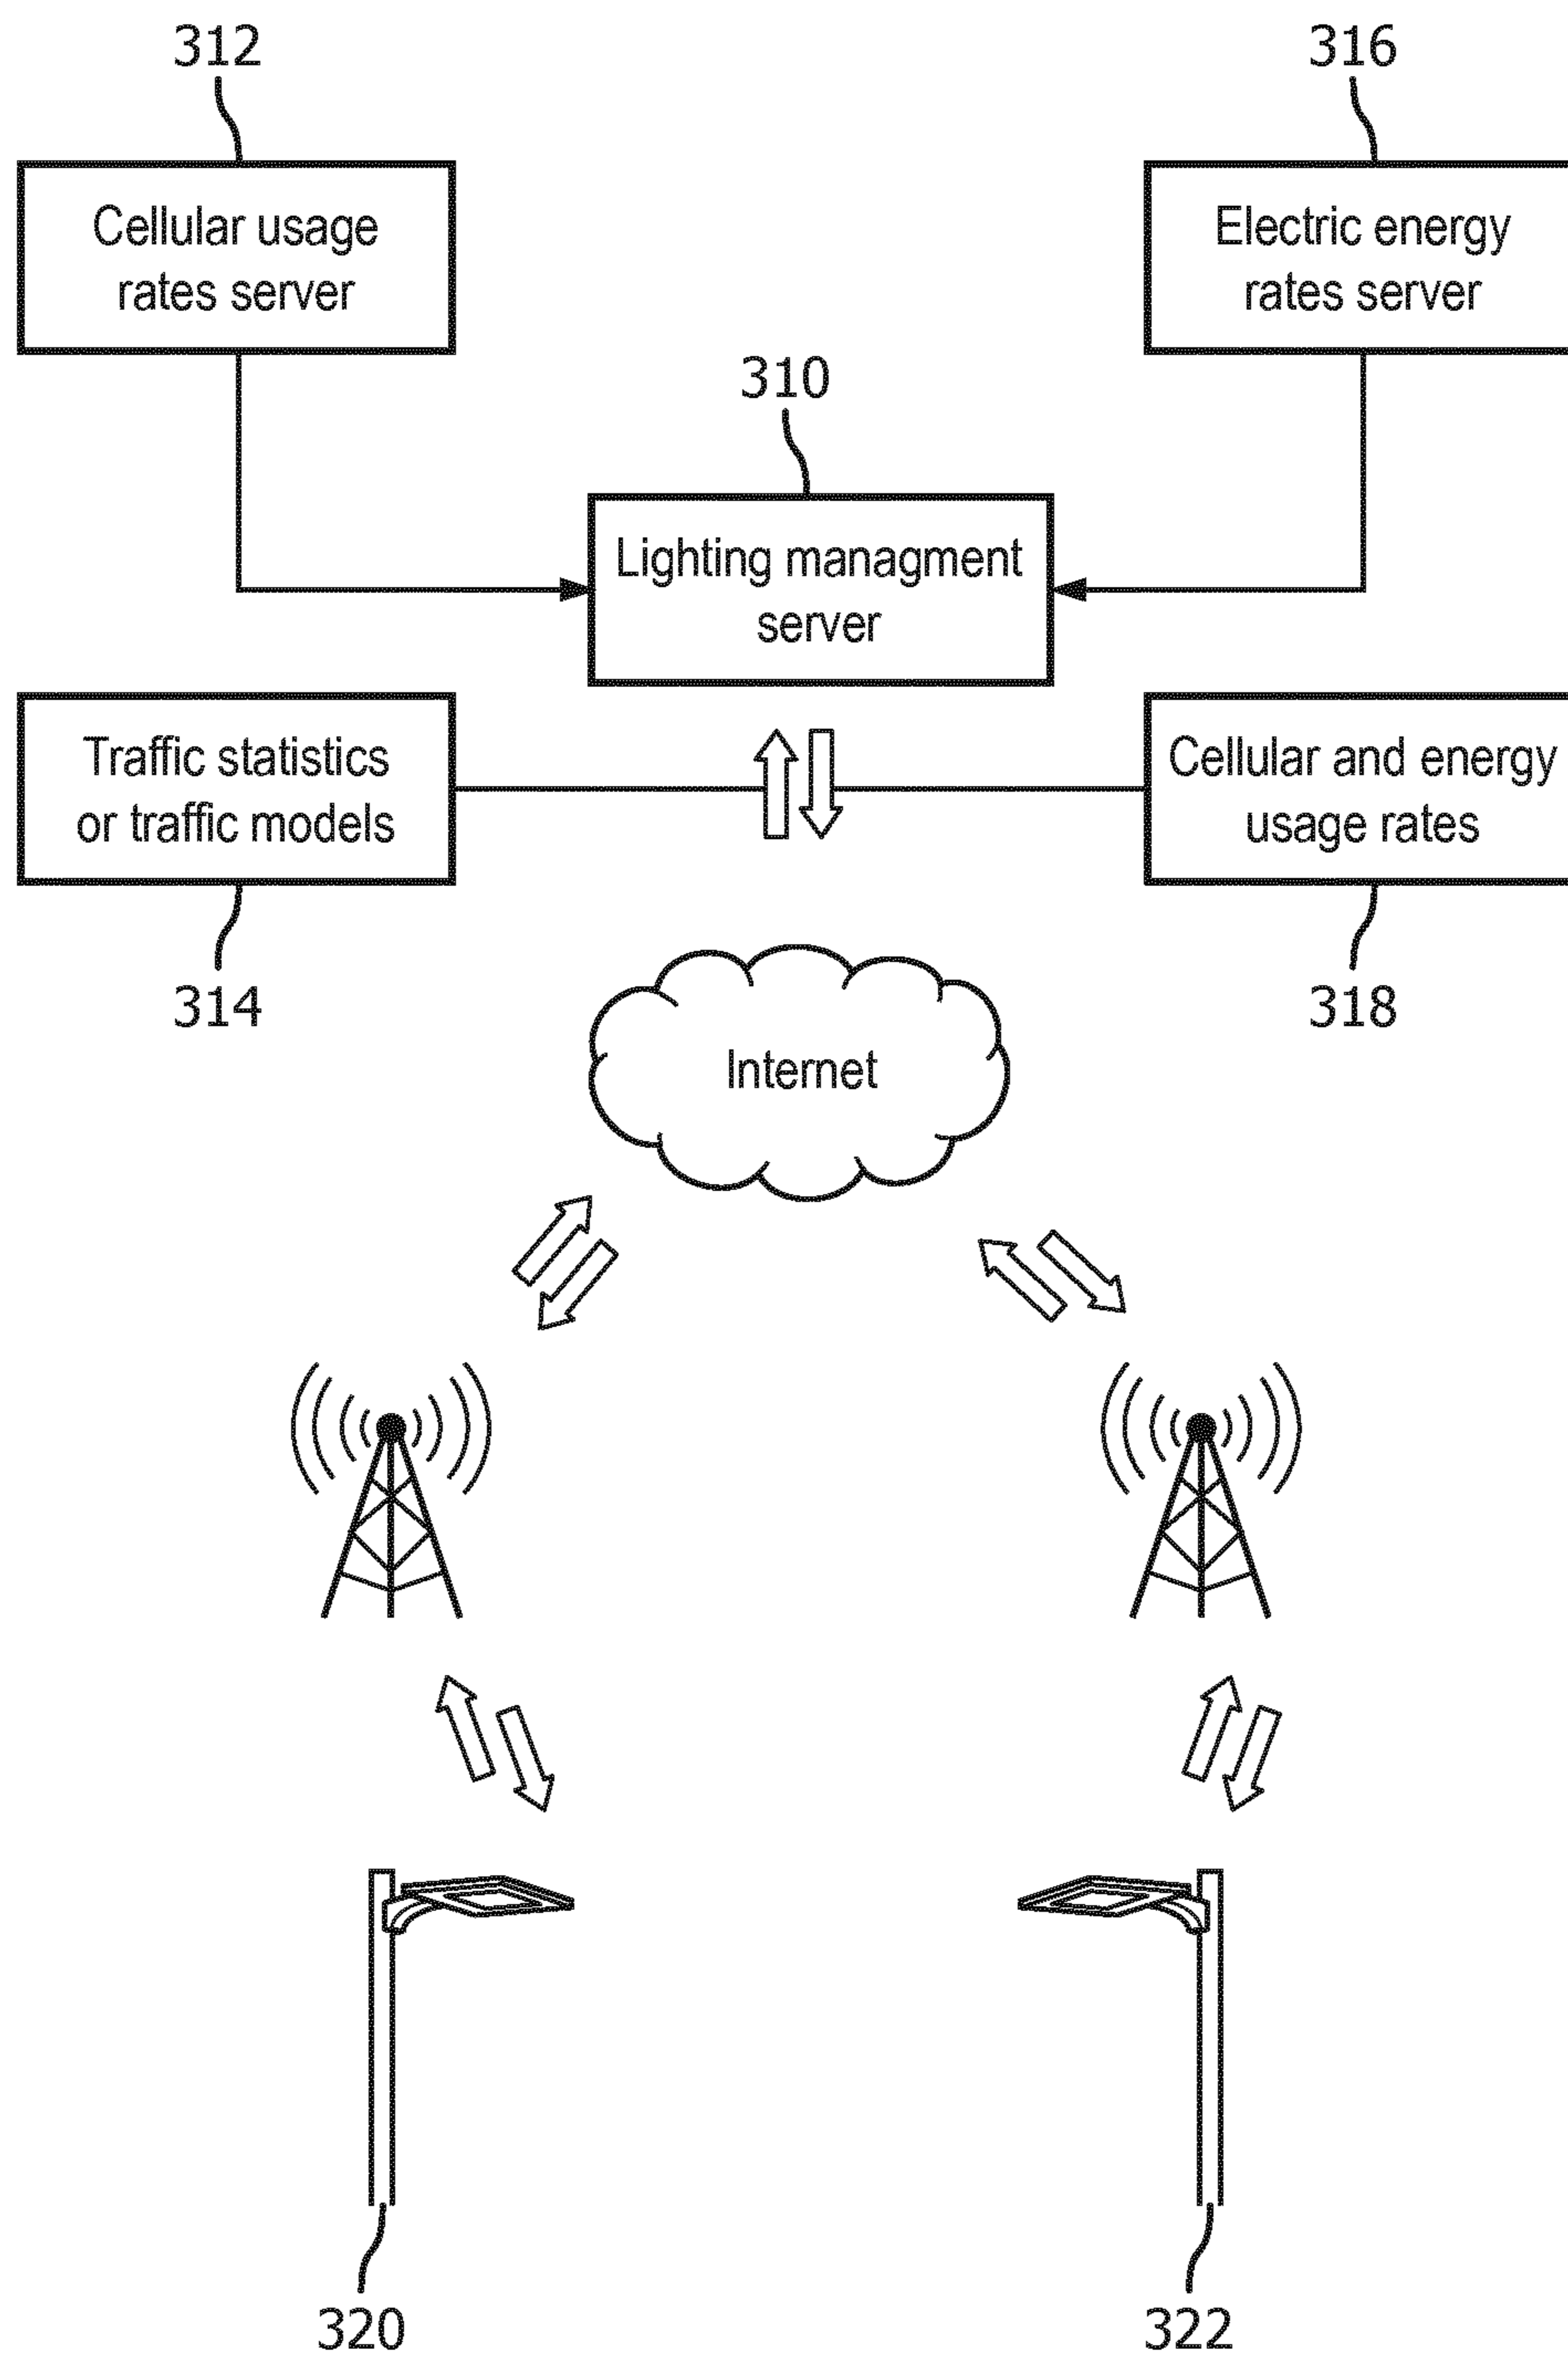 312
316
Cellular usage
rates server
Electric energy
rates server
310
Lighting managment
server
Traffic statistics
or traffic models
Cellular and energy
usage rates
314
318
Internet
320
322